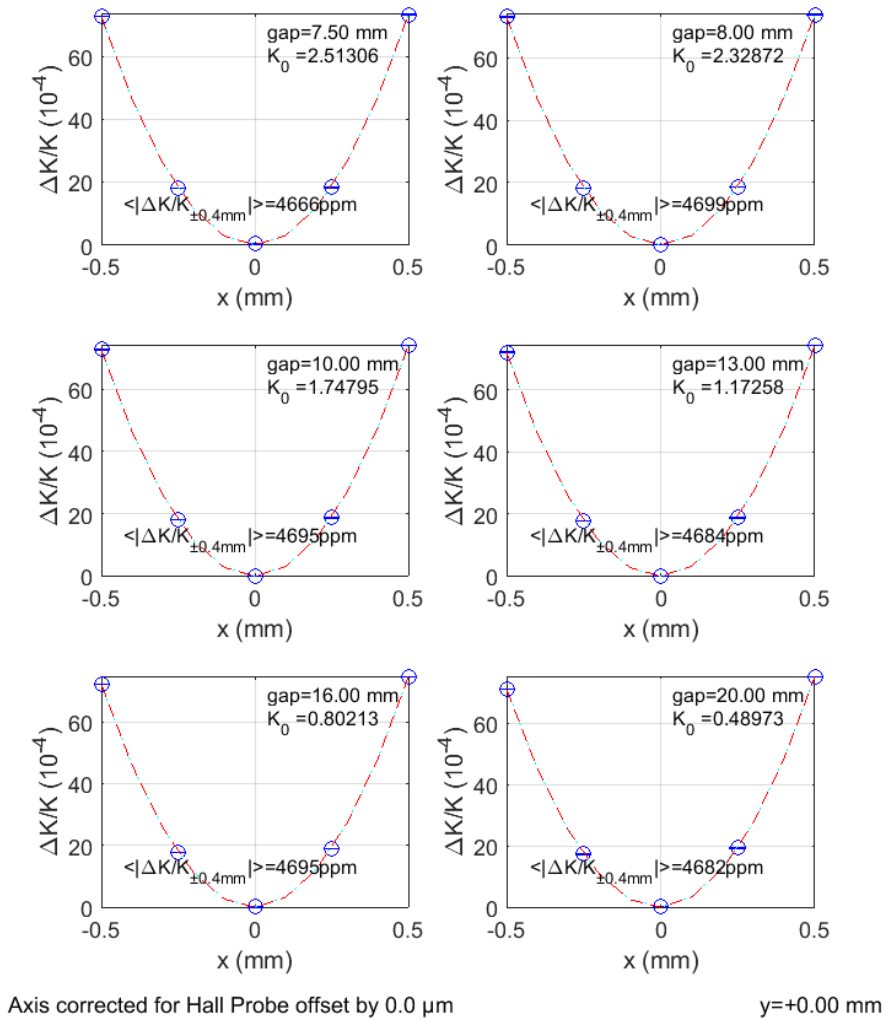 gap=7.50 mm
K0 =2.51306
ΔK/K (10-4)
60
40
20
0
<|ΔK/K±0.4mm|>=4666ppm
-0.5 0 0.5
x (mm)
gap=8.00 mm
K0 =2.32872
ΔK/K (10-4)
60
40
20
0
<|ΔK/K±0.4mm|>=4699ppm
-0.5 0 0.5
x (mm)
gap=10.00 mm
K0 =1.74795
ΔK/K (10-4)
60
40
20
0
<|ΔK/K±0.4mm|>=4695ppm
-0.5 0 0.5
x (mm)
gap=13.00 mm
K0 =1.17258
ΔK/K (10-4)
60
40
20
0
<|ΔK/K±0.4mm|>=4684ppm
-0.5 0 0.5
x (mm)
gap=16.00 mm
K0 =0.80213
ΔK/K (10-4)
60
40
20
0
<|ΔK/K±0.4mm|>=4695ppm
-0.5 0 0.5
x (mm)
gap=20.00 mm
K0 =0.48973
ΔK/K (10-4)
60
40
20
0
<|ΔK/K±0.4mm|>=4682ppm
-0.5 0 0.5
x (mm)
Axis corrected for Hall Probe offset by 0.0 μm
y=+0.00 mm